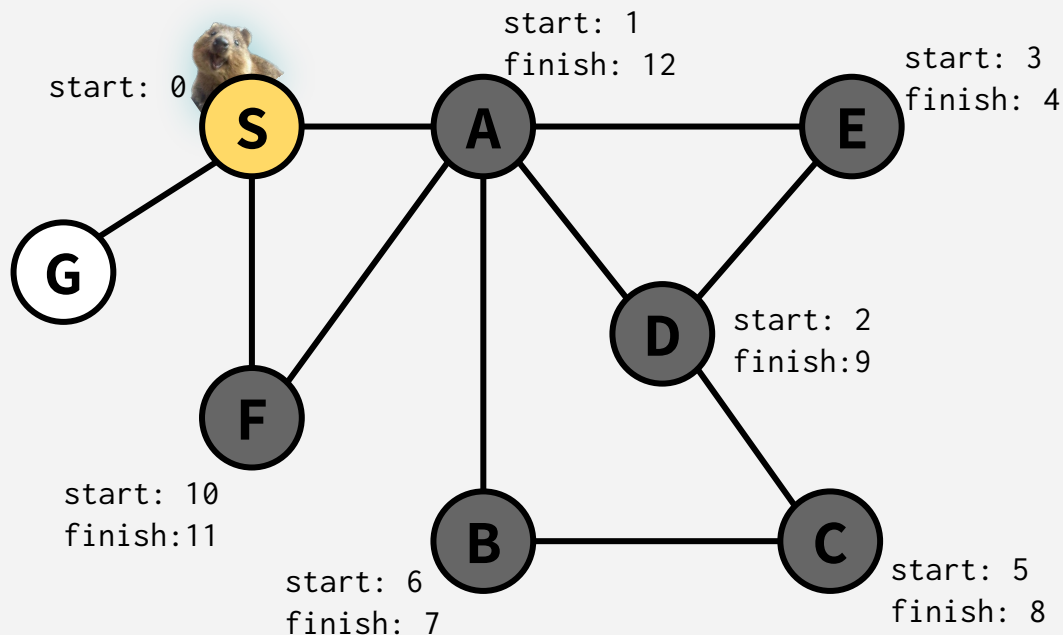 start: 1
finish: 12
start: 3
finish: 4
start: 0
S
A
E
G
D
start: 2
finish:9
F
start: 10
finish:11
B
C
start: 6
finish: 7
start: 5
finish: 8